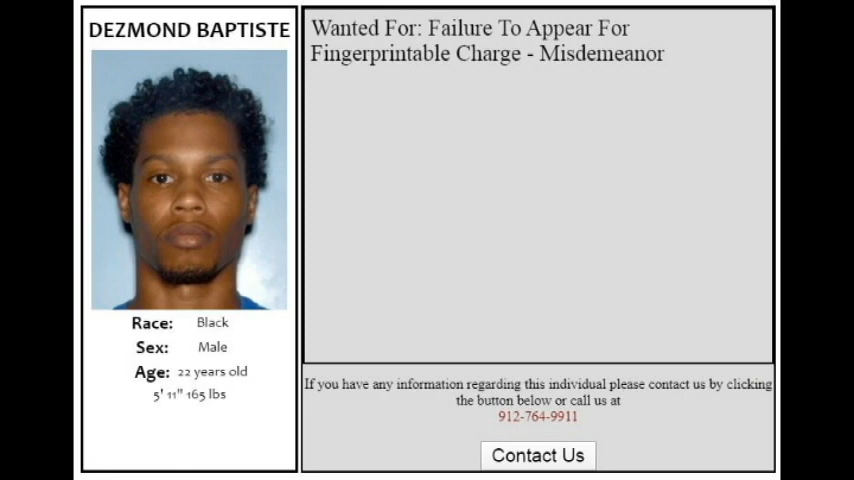 DEZMOND BAPTISTE
Race: Black
Sex: Male
Age: 22 years old
5' 11" 165 lbs
Wanted For: Failure To Appear For
Fingerprintable Charge - Misdemeanor
If you have any information regarding this individual please contact us by clicking
the button below or call us at
912-764-9911
Contact Us